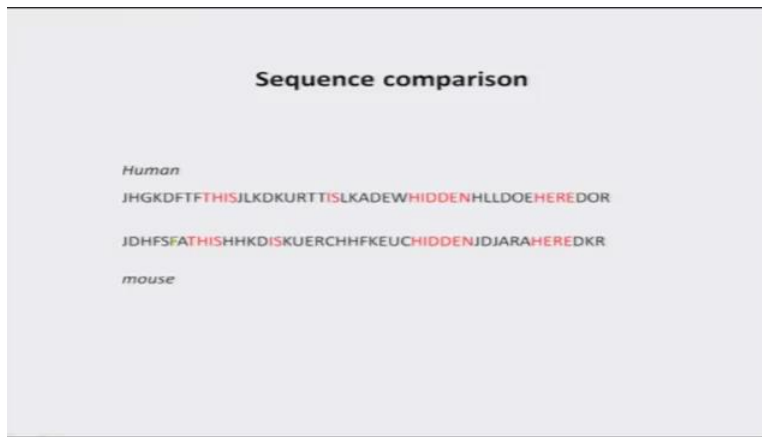 Sequence comparison
Human
JHGKDFTFTHISJLKDKURTTISLKADEWHIDDENHLLDOEHEREDOR
JDHFSFATHISHHKDISKUERCHHFKEUCHIDDENJDJARAHEREDKR
mouse